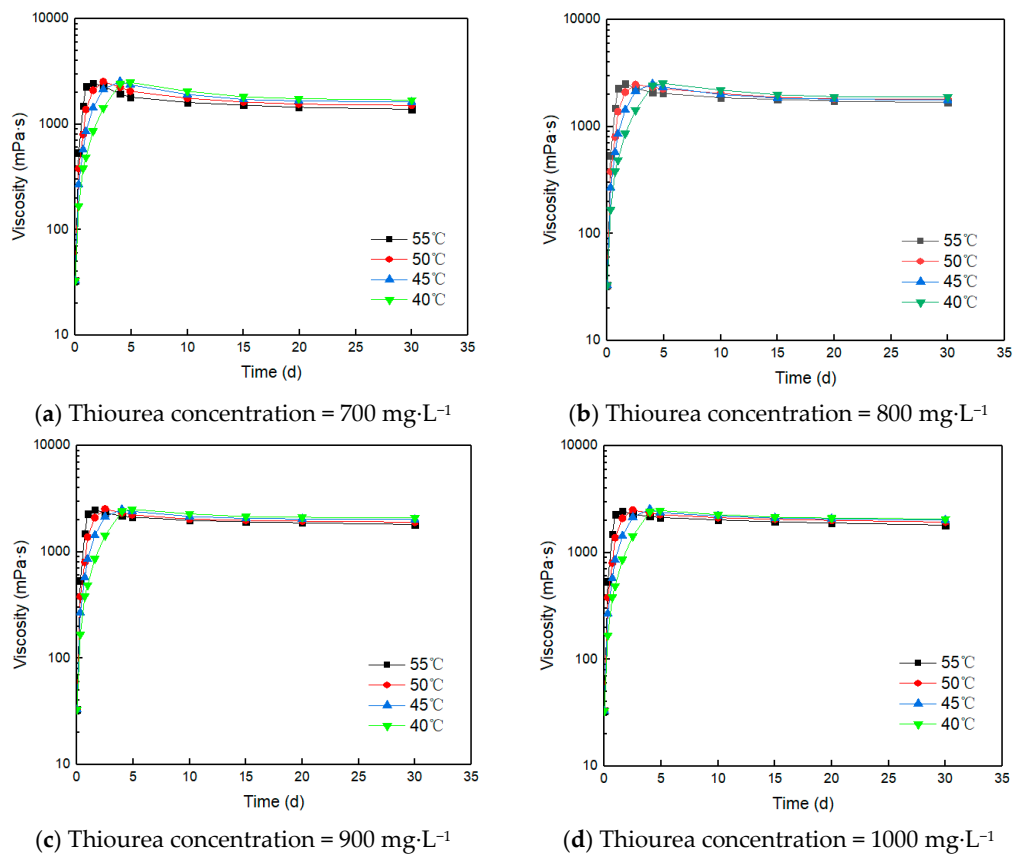 10000
1000
100
10
Viscosity (mPa·s)
55℃
50℃
45℃
40℃
0 5 10 15 20 25 30 35
Time (d)
(a) Thiourea concentration = 700 mg·L⁻¹
10000
1000
100
10
Viscosity (mPa·s)
55℃
50℃
45℃
40℃
0 5 10 15 20 25 30 35
Time (d)
(b) Thiourea concentration = 800 mg·L⁻¹
10000
1000
100
10
Viscosity (mPa·s)
55℃
50℃
45℃
40℃
0 5 10 15 20 25 30 35
Time (d)
(c) Thiourea concentration = 900 mg·L⁻¹
10000
1000
100
10
Viscosity (mPa·s)
55℃
50℃
45℃
40℃
0 5 10 15 20 25 30 35
Time (d)
(d) Thiourea concentration = 1000 mg·L⁻¹